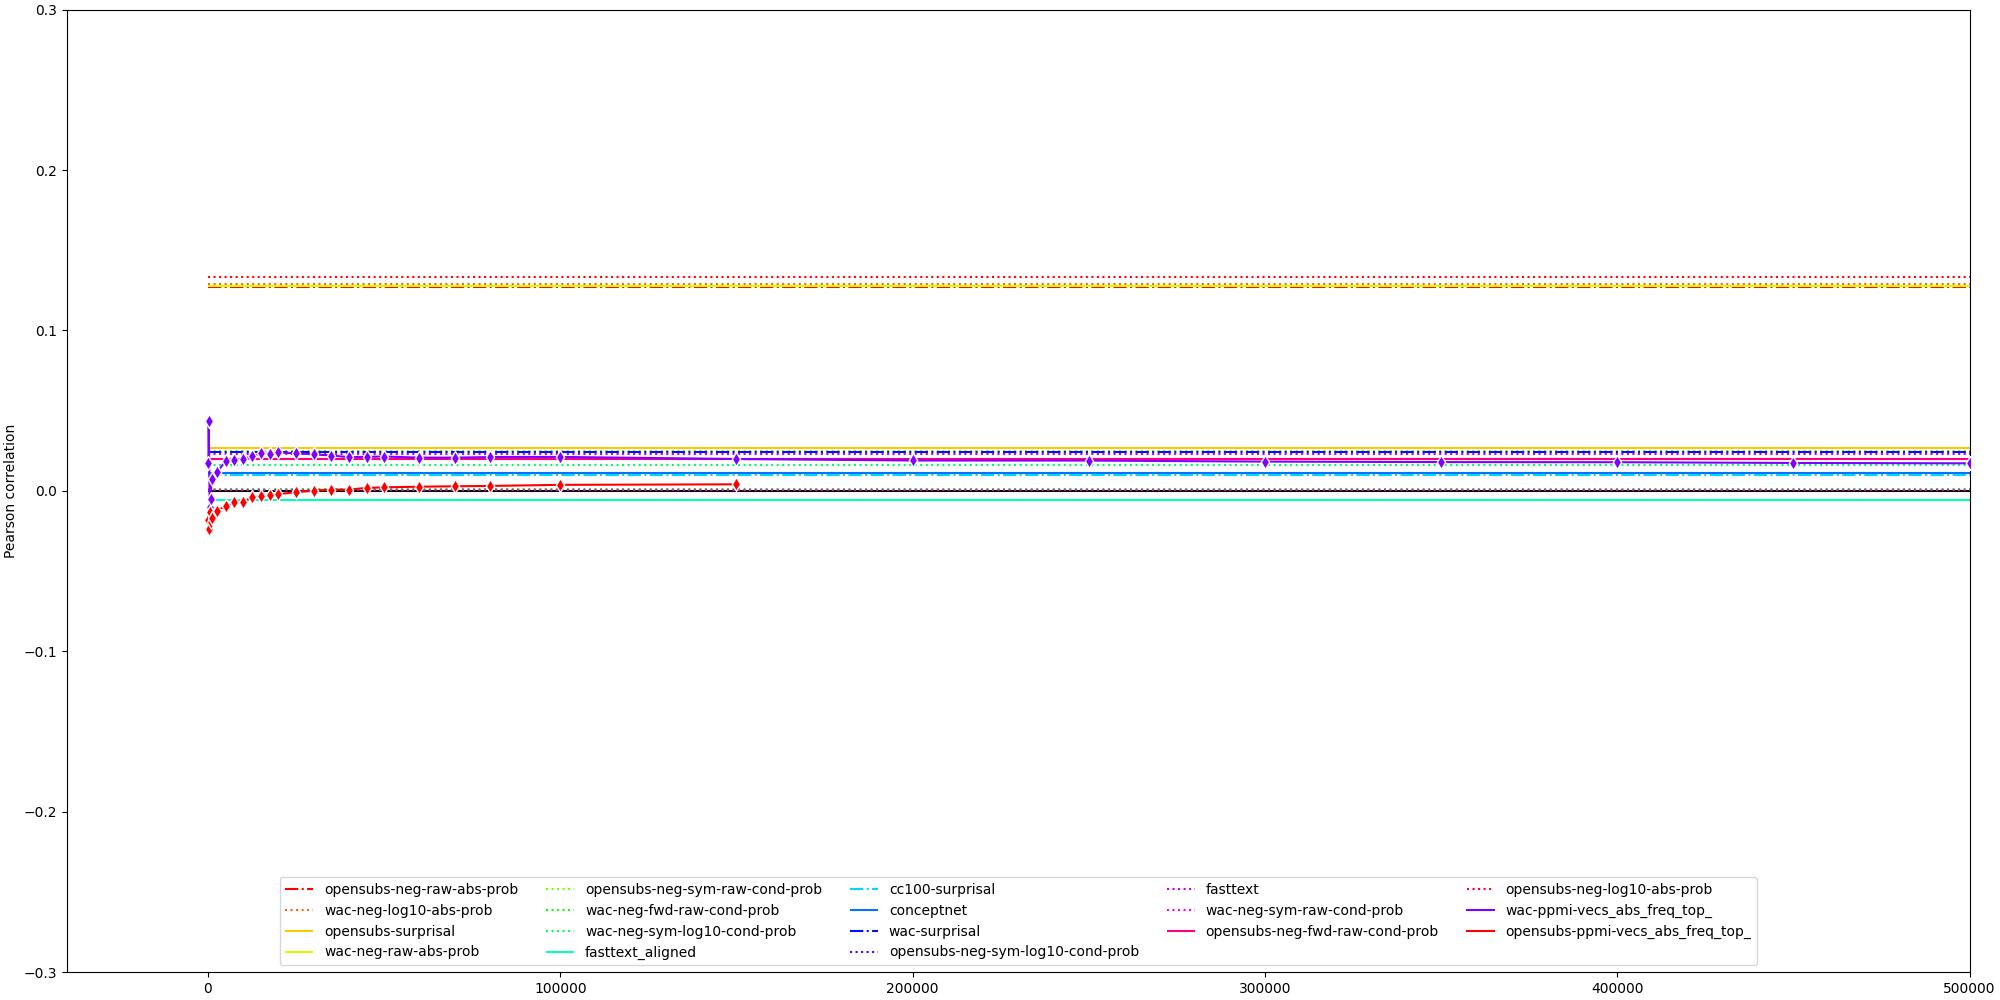 0.3
0.2
0.1
0.0
−0.1
−0.2
−0.3
Pearson correlation
opensubs-neg-raw-abs-prob
wac-neg-log10-abs-prob
opensubs-surprisal
wac-neg-raw-abs-prob
opensubs-neg-sym-raw-cond-prob
wac-neg-fwd-raw-cond-prob
wac-neg-sym-log10-cond-prob
fasttext_aligned
cc100-surprisal
conceptnet
wac-surprisal
opensubs-neg-sym-log10-cond-prob
fasttext
wac-neg-sym-raw-cond-prob
opensubs-neg-fwd-raw-cond-prob
opensubs-neg-log10-abs-prob
wac-ppmi-vecs_abs_freq_top_
opensubs-ppmi-vecs_abs_freq_top_
0 100000 200000 300000 400000 500000